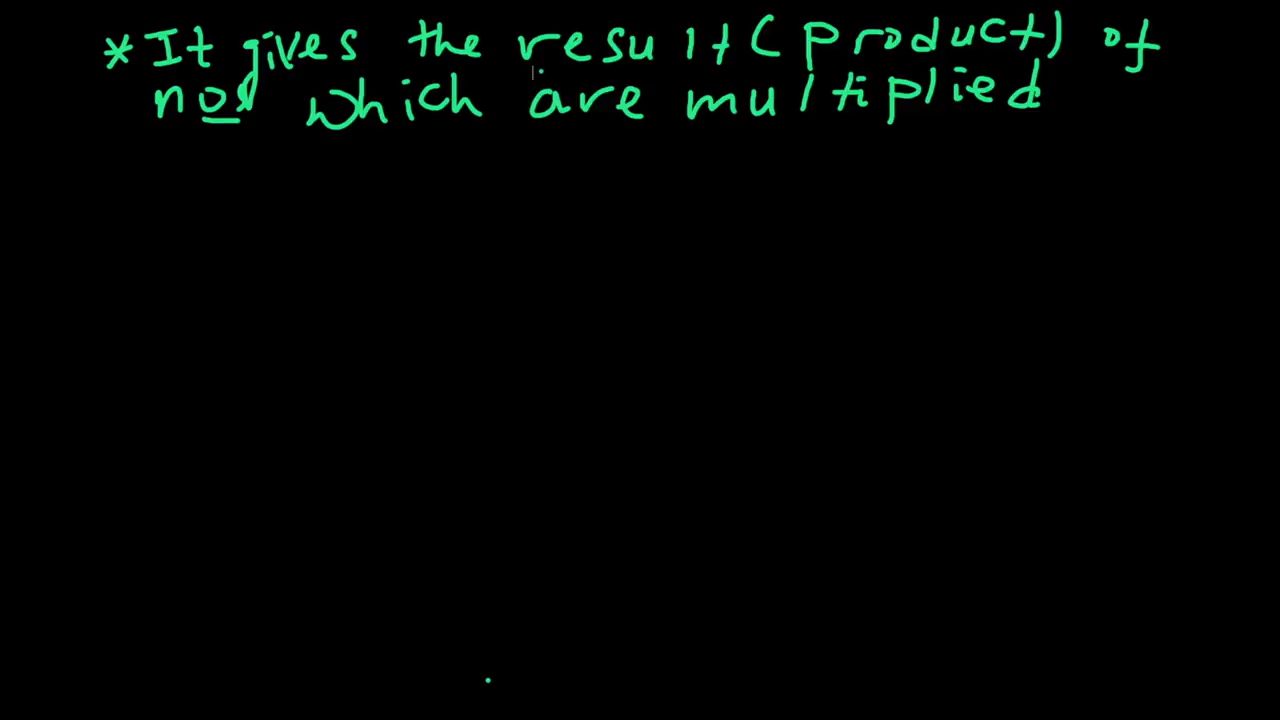 * It gives the result (product) of
nos which are multiplied